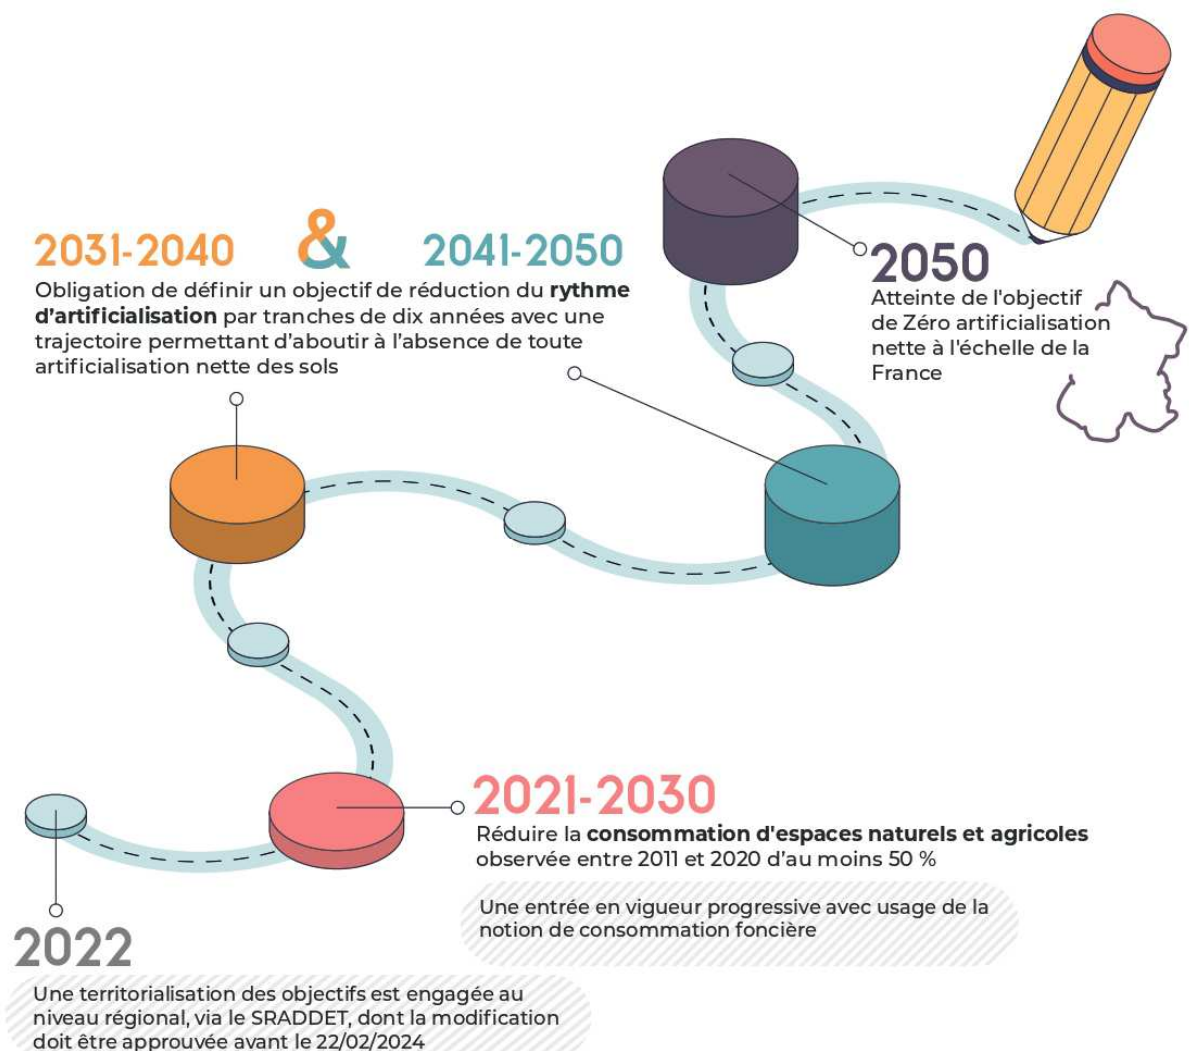 2031-2040 & 2041-2050
Obligation de définir un objectif de réduction du rythme
d'artificialisation par tranches de dix années avec une
trajectoire permettant d'aboutir à l'absence de toute
artificialisation nette des sols
2050
Atteinte de l'objectif
de Zéro artificialisation
nette à l'échelle de la
France
2021-2030
Réduire la consommation d'espaces naturels et agricoles
observée entre 2011 et 2020 d'au moins 50 %
Une entrée en vigueur progressive avec usage de la
notion de consommation foncière
2022
Une territorialisation des objectifs est engagée au
niveau régional, via le SRADDET, dont la modification
doit être approuvée avant le 22/02/2024